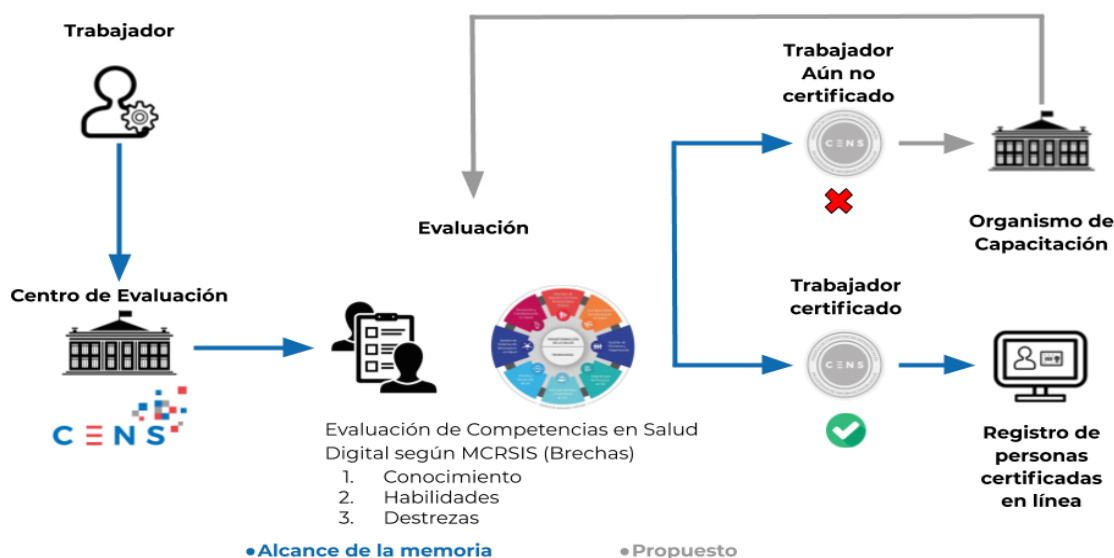 Trabajador
Centro de Evaluación
CENS
Evaluación
Evaluación de Competencias en Salud
Digital según MCRSIS (Brechas)
1. Conocimiento
2. Habilidades
3. Destrezas
Trabajador
Aún no
certificado
CENS
Organismo de
Capacitación
Trabajador
certificado
CENS
Registro de
personas
certificadas
en línea
●Alcance de la memoria
●Propuesto